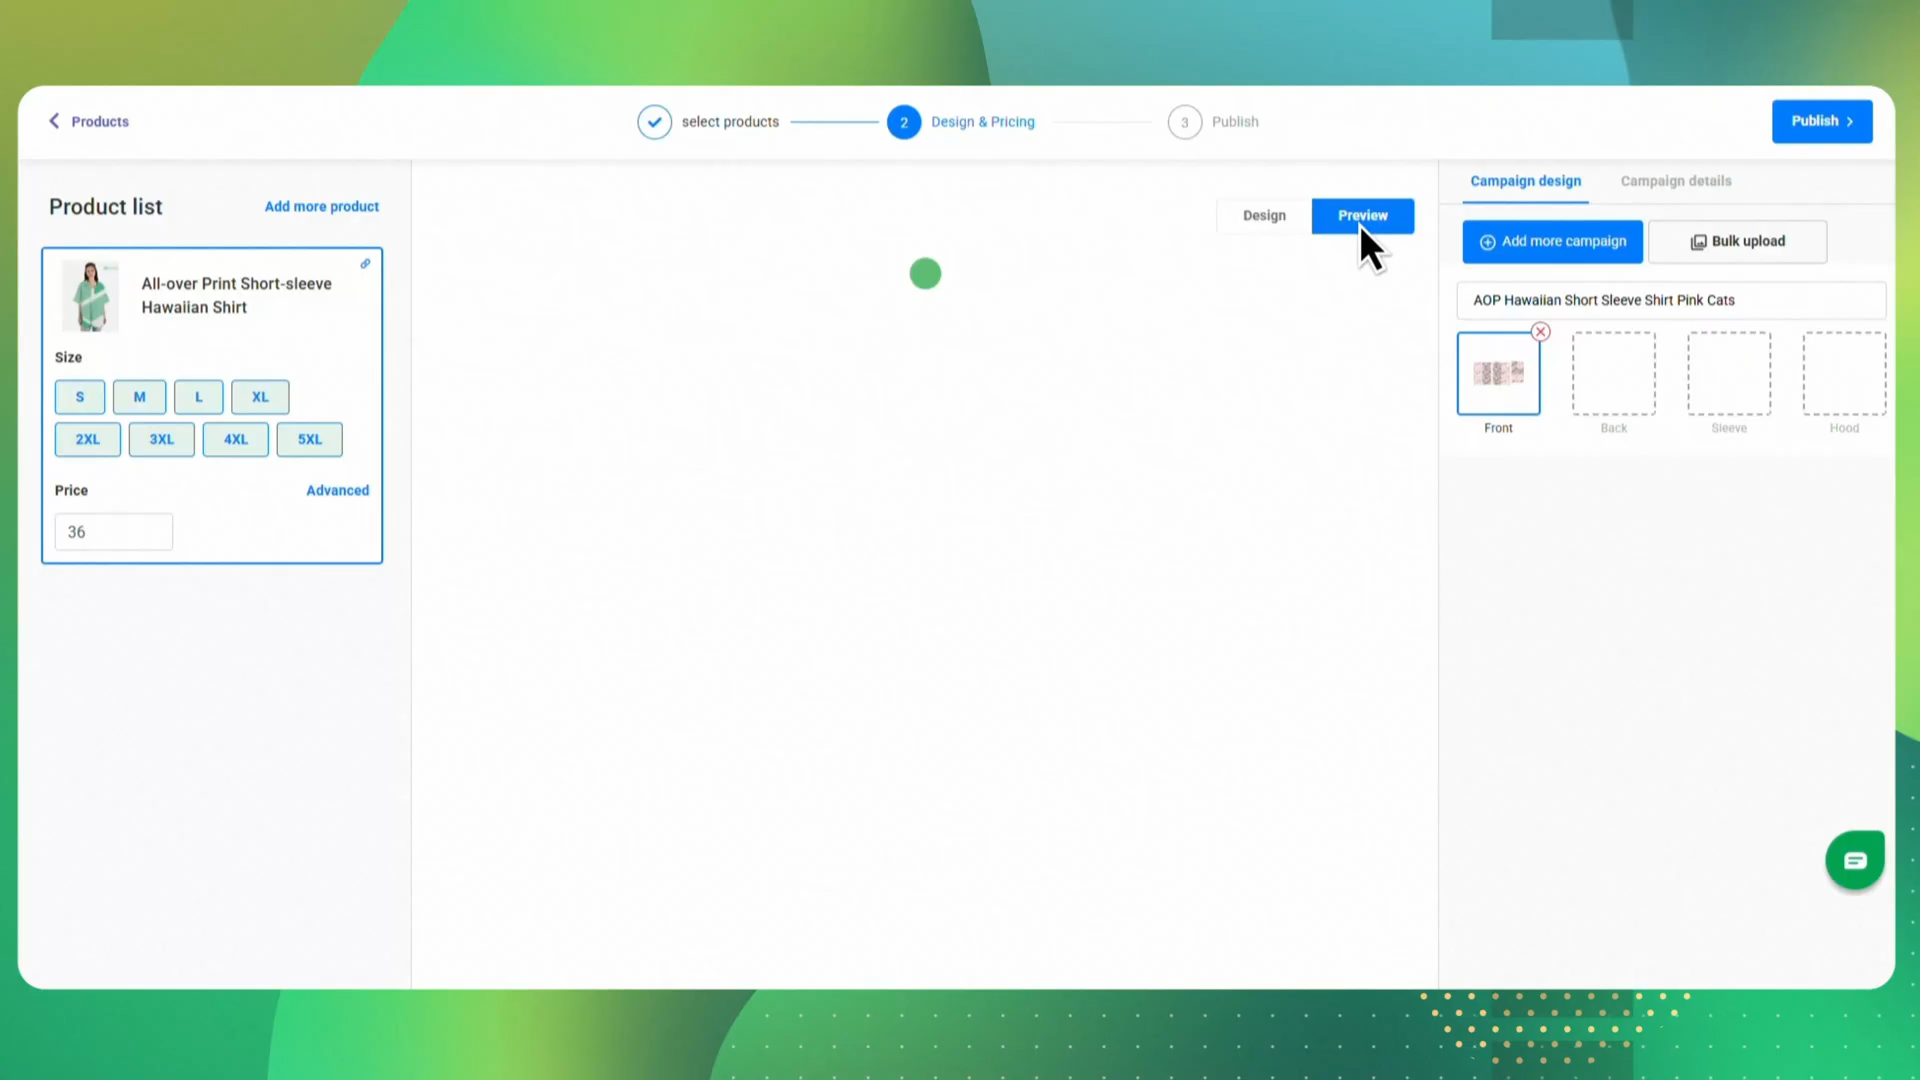 Products
select products
2
Design & Pricing
3
Publish
Publish
Product list
Add more product
All-over Print Short-sleeve
Hawaiian Shirt
Size
S
M
L
XL
2XL
3XL
4XL
5XL
Price
Advanced
36
Design
Preview
Campaign design
Campaign details
Add more campaign
Bulk upload
AOP Hawaiian Short Sleeve Shirt Pink Cats
Front
Back
Sleeve
Hood